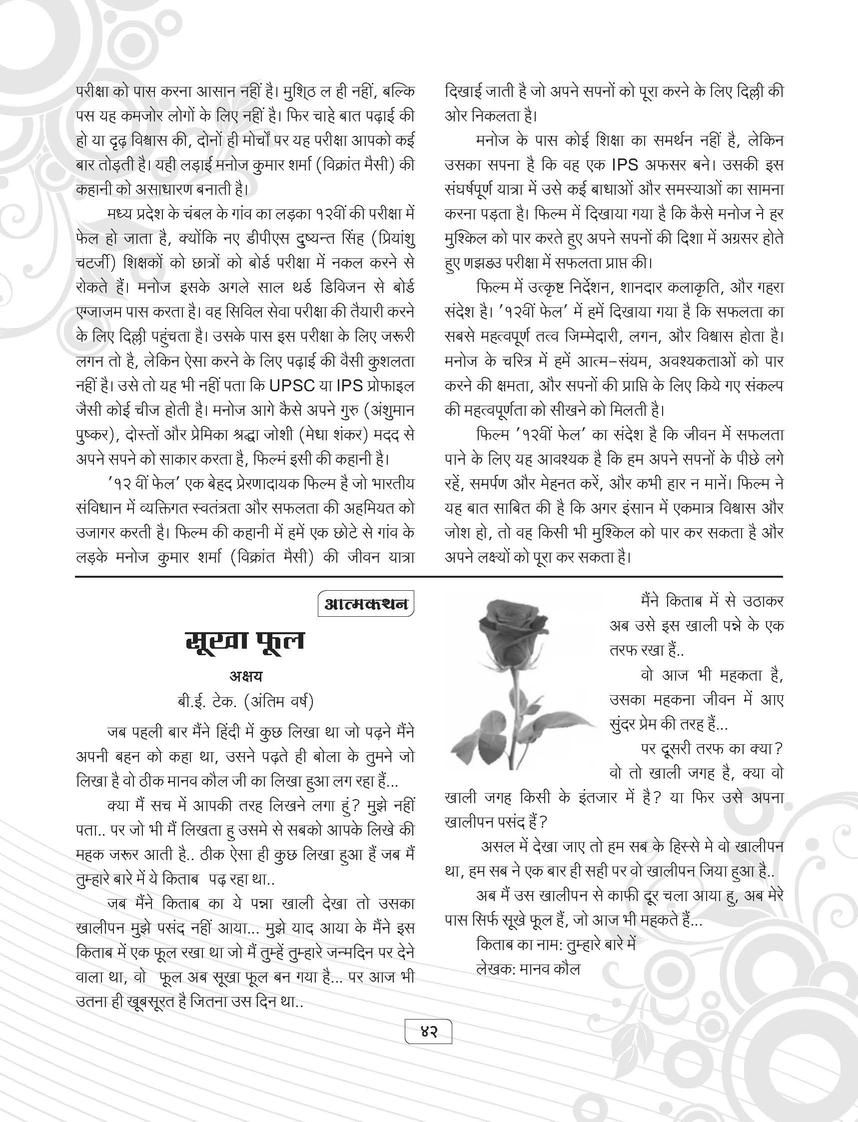 परीक्षा को पास करना आसान नहीं है। मुश्ठि ल ही नहीं, बल्कि
पस यह कमजोर लोगों के लिए नहीं है। फिर चाहे बात पढ़ाई की
हो या दृढ़ विश्वास की, दोनों ही मोर्चों पर यह परीक्षा आपको कई
बार तोड़ती है। यही लड़ाई मनोज कुमार शर्मा (विक्रांत मैसी) की
कहानी को असाधारण बनाती है।
मध्य प्रदेश के चंबल के गांव का लड़का १२वीं की परीक्षा में
फेल हो जाता है, क्योंकि नए डीपीएस दुष्यन्त सिंह (प्रियांशु
चटर्जी) शिक्षकों को छात्रों को बोर्ड परीक्षा में नकल करने से
रोकते हैं। मनोज इसके अगले साल थर्ड डिविजन से बोर्ड
एग्जाजम पास करता है। वह सिविल सेवा परीक्षा की तैयारी करने
के लिए दिल्ली पहुंचता है। उसके पास इस परीक्षा के लिए जरूरी
लगन तो है, लेकिन ऐसा करने के लिए पढ़ाई की वैसी कुशलता
नहीं है। उसे तो यह भी नहीं पता कि UPSC या IPS प्रोफाइल
जैसी कोई चीज होती है। मनोज आगे कैसे अपने गुरु (अंशुमान
पुष्कर), दोस्तों और प्रेमिका श्रद्धा जोशी (मेधा शंकर) मदद से
अपने सपने को साकार करता है, फिल्मं इसी की कहानी है।
'१२ वीं फेल' एक बेहद प्रेरणादायक फिल्म है जो भारतीय
संविधान में व्यक्तिगत स्वतंत्रता और सफलता की अहमियत को
उजागर करती है। फिल्म की कहानी में हमें एक छोटे से गांव के
लड़के मनोज कुमार शर्मा (विक्रांत मैसी) की जीवन यात्रा
दिखाई जाती है जो अपने सपनों को पूरा करने के लिए दिल्ली की
ओर निकलता है।
मनोज के पास कोई शिक्षा का समर्थन नहीं है, लेकिन
उसका सपना है कि वह एक IPS अफसर बने। उसकी इस
संघर्षपूर्ण यात्रा में उसे कई बाधाओं और समस्याओं का सामना
करना पड़ता है। फिल्म में दिखाया गया है कि कैसे मनोज ने हर
मुश्किल को पार करते हुए अपने सपनों की दिशा में अग्रसर होते
हुए णझडउ परीक्षा में सफलता प्राप्त की।
फिल्म में उत्कृष्ट निर्देशन, शानदार कलाकृति, और गहरा
संदेश है। '१२वीं फेल' में हमें दिखाया गया है कि सफलता का
सबसे महत्वपूर्ण तत्व जिम्मेदारी, लगन, और विश्वास होता है।
मनोज के चरित्र में हमें आत्म-संयम, अवश्यकताओं को पार
करने की क्षमता, और सपनों की प्राप्ति के लिए किये गए संकल्प
की महत्वपूर्णता को सीखने को मिलती है।
फिल्म '१२वीं फेल' का संदेश है कि जीवन में सफलता
पाने के लिए यह आवश्यक है कि हम अपने सपनों के पीछे लगे
रहें, समर्पण और मेहनत करें, और कभी हार न मानें। फिल्म ने
यह बात साबित की है कि अगर इंसान में एकमात्र विश्वास और
जोश हो, तो वह किसी भी मुश्किल को पार कर सकता है और
अपने लक्ष्यों को पूरा कर सकता है।
आत्मकथन
सूखा फूल
अक्षय
बी.ई. टेक. (अंतिम वर्ष)
जब पहली बार मैंने हिंदी में कुछ लिखा था जो पढ़ने मैंने
अपनी बहन को कहा था, उसने पढ़ते ही बोला के तुमने जो
लिखा है वो ठीक मानव कौल जी का लिखा हुआ लग रहा हैं...
क्या मैं सच में आपकी तरह लिखने लगा हूं? मुझे नहीं
पता.. पर जो भी मैं लिखता हु उसमे से सबको आपके लिखे की
महक जरूर आती है.. ठीक ऐसा ही कुछ लिखा हुआ हैं जब मैं
तुम्हारे बारे में ये किताब पढ़ रहा था..
जब मैंने किताब का ये पन्ना खाली देखा तो उसका
खालीपन मुझे पसंद नहीं आया... मुझे याद आया के मैंने इस
किताब में एक फूल रखा था जो मैं तुम्हें तुम्हारे जन्मदिन पर देने
वाला था, वो फूल अब सूखा फूल बन गया है... पर आज भी
उतना ही खूबसूरत है जितना उस दिन था..
मैंने किताब में से उठाकर
अब उसे इस खाली पन्ने के एक
तरफ रखा हैं..
वो आज भी महकता है,
उसका महकना जीवन में आए
सुंदर प्रेम की तरह हैं...
पर दूसरी तरफ का क्या?
वो तो खाली जगह है, क्या वो
खाली जगह किसी के इंतजार में है? या फिर उसे अपना
खालीपन पसंद हैं?
असल में देखा जाए तो हम सब के हिस्से मे वो खालीपन
था, हम सब ने एक बार ही सही पर वो खालीपन जिया हुआ है..
अब मैं उस खालीपन से काफी दूर चला आया हु, अब मेरे
पास सिर्फ सूखे फूल हैं, जो आज भी महकते हैं...
किताब का नाम: तुम्हारे बारे में
लेखक: मानव कौल
४२